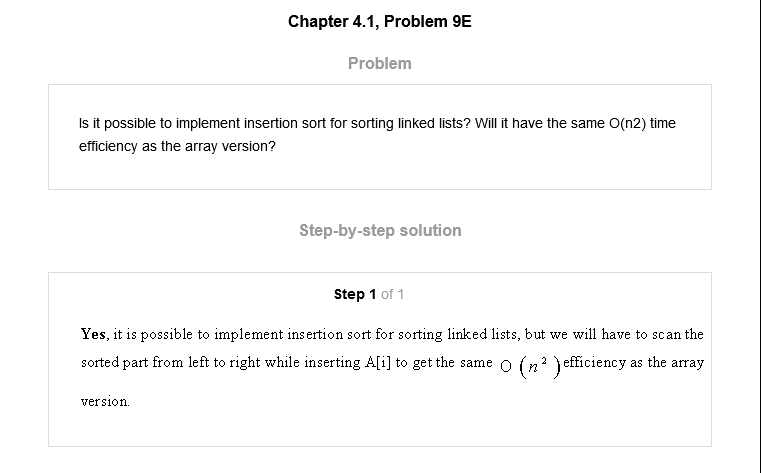 Chapter 4.1, Problem 9E
Problem
Is it possible to implement insertion sort for sorting linked lists? Will it have the same O(n2) time
efficiency as the array version?
Step-by-step solution
Step 1 of 1
Yes, it is possible to implement insertion sort for sorting linked lists, but we will have to scan the
sorted part from left to right while inserting A[i] to get the same O (n²) efficiency as the array
version.